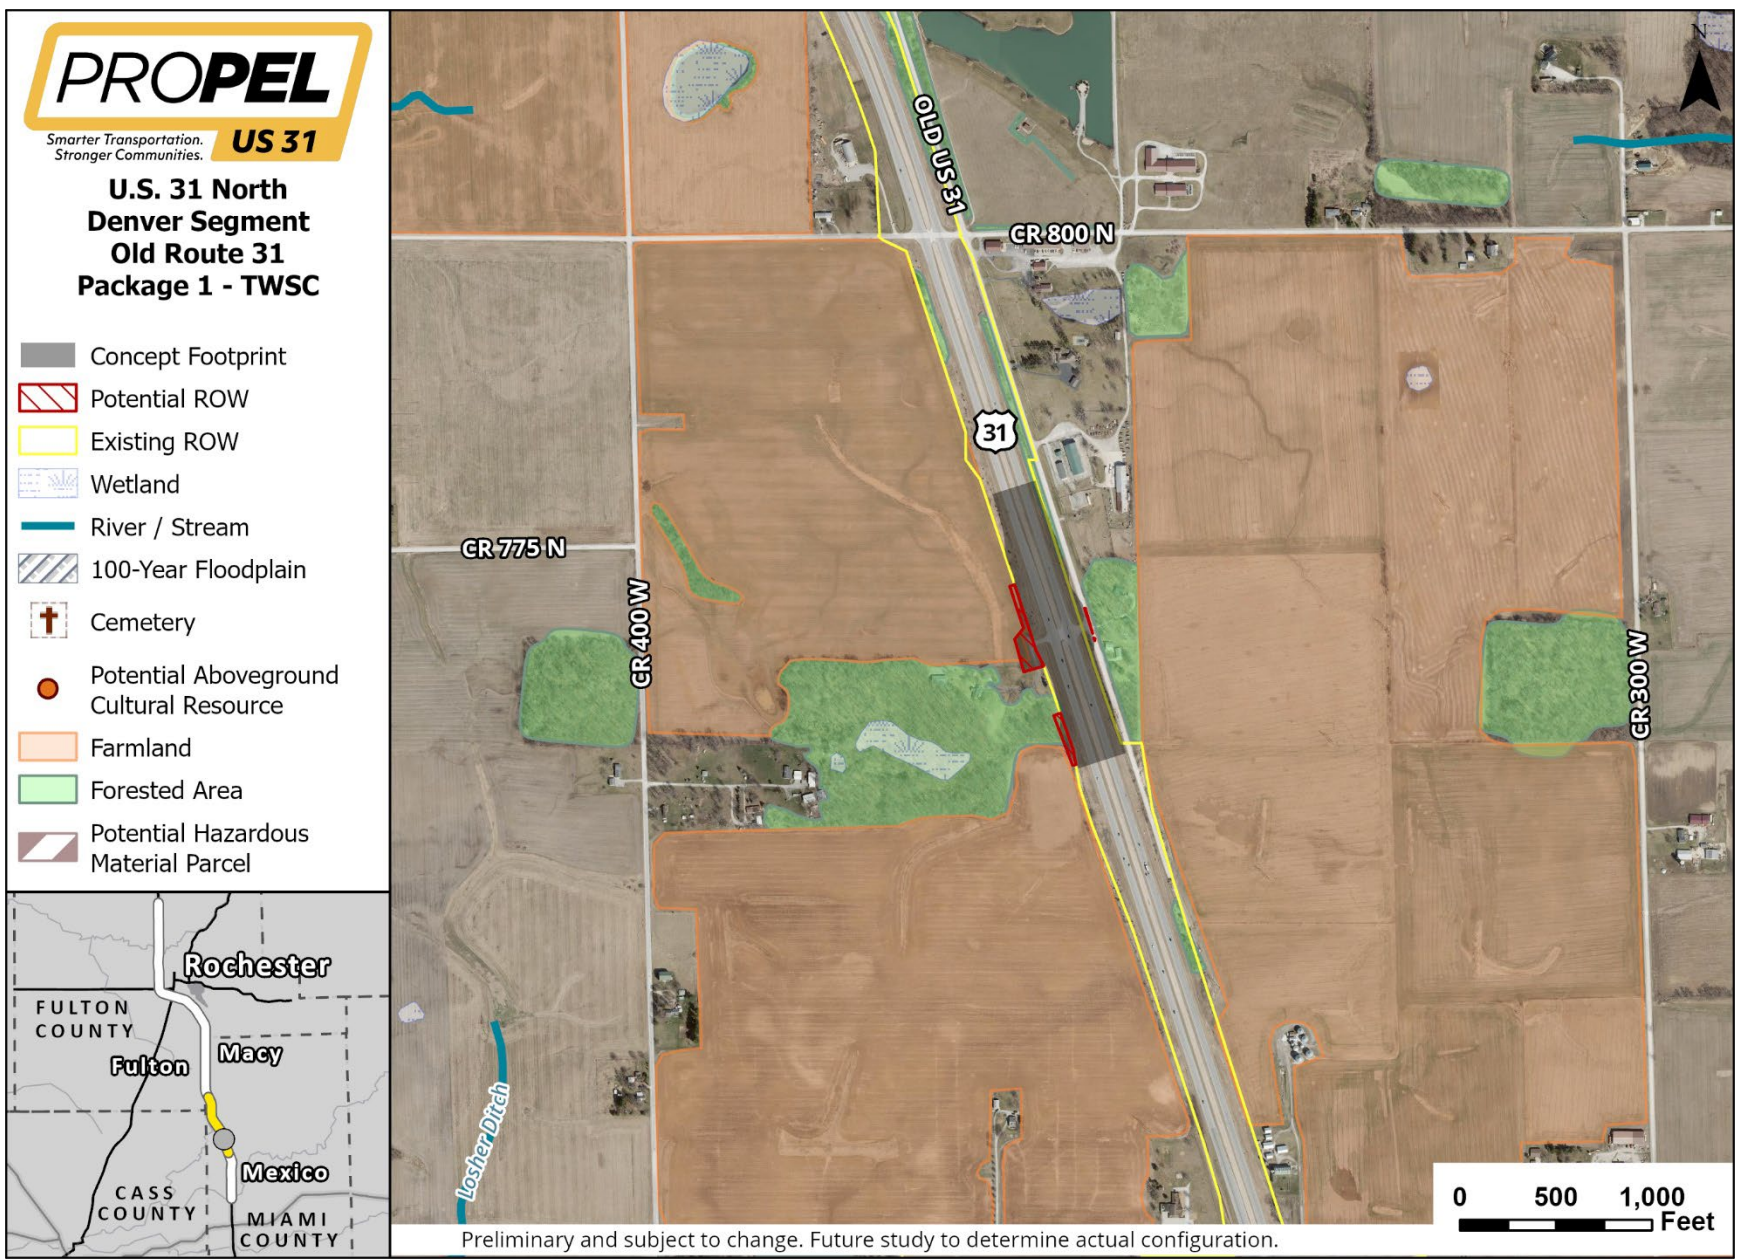 PROPEL
Smarter Transportation.
Stronger Communities.
US 31
U.S. 31 North
Denver Segment
Old Route 31
Package 1 - TWSC
Concept Footprint
Potential ROW
Existing ROW
Wetland
River / Stream
100-Year Floodplain
Cemetery
Potential Aboveground
Cultural Resource
Farmland
Forested Area
Potential Hazardous
Material Parcel
Rochester
FULTON
COUNTY
Fulton
Macy
Mexico
CASS
COUNTY
MIAMI
COUNTY
N
OLD US 31
CR 800 N
31
CR 775 N
CR 400 W
CR 300 W
Losher Ditch
0 500 1,000
Feet
Preliminary and subject to change. Future study to determine actual configuration.